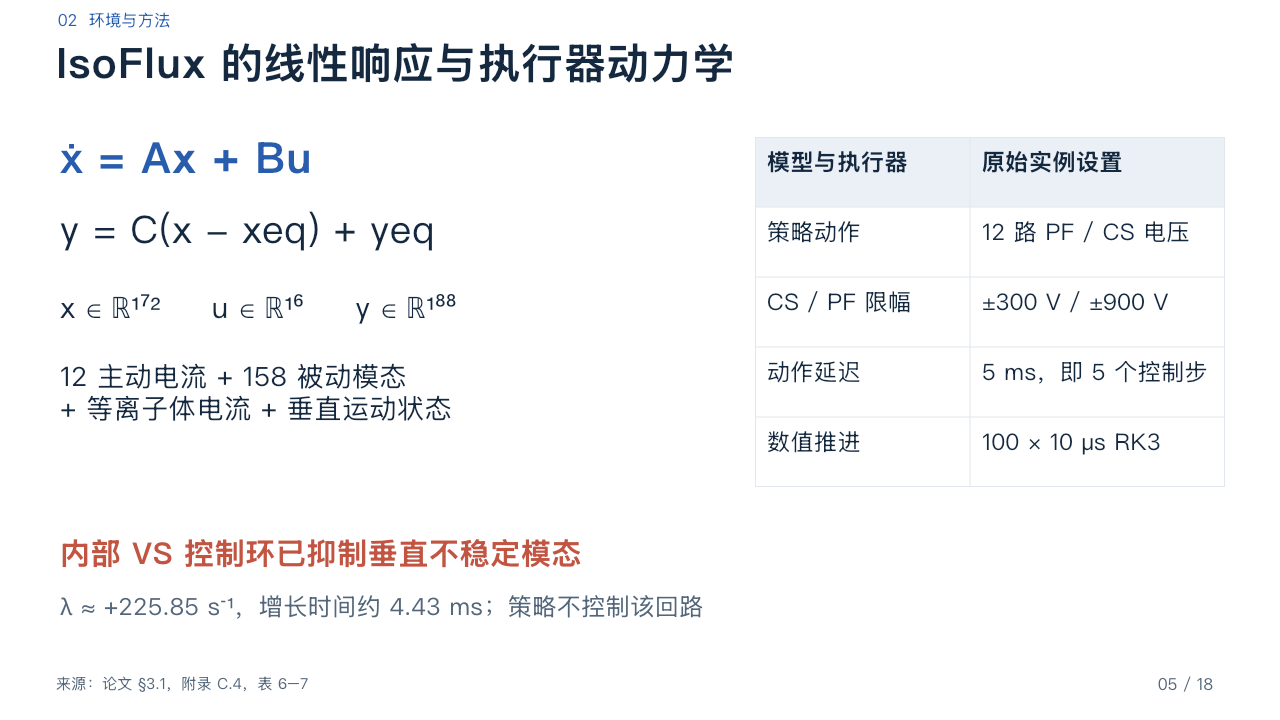 02 环境与方法
IsoFlux 的线性响应与执行器动力学
ẋ = Ax + Bu
y = C(x − xeq) + yeq
x ∈ ℝ¹⁷² u ∈ ℝ¹⁶ y ∈ ℝ¹⁸⁸
12 主动电流 + 158 被动模态
+ 等离子体电流 + 垂直运动状态
模型与执行器 原始实例设置
策略动作 12 路 PF / CS 电压
CS / PF 限幅 ±300 V / ±900 V
动作延迟 5 ms，即 5 个控制步
数值推进 100 × 10 μs RK3
内部 VS 控制环已抑制垂直不稳定模态
λ ≈ +225.85 s⁻¹，增长时间约 4.43 ms；策略不控制该回路
来源：论文 §3.1，附录 C.4，表 6—7
05 / 18